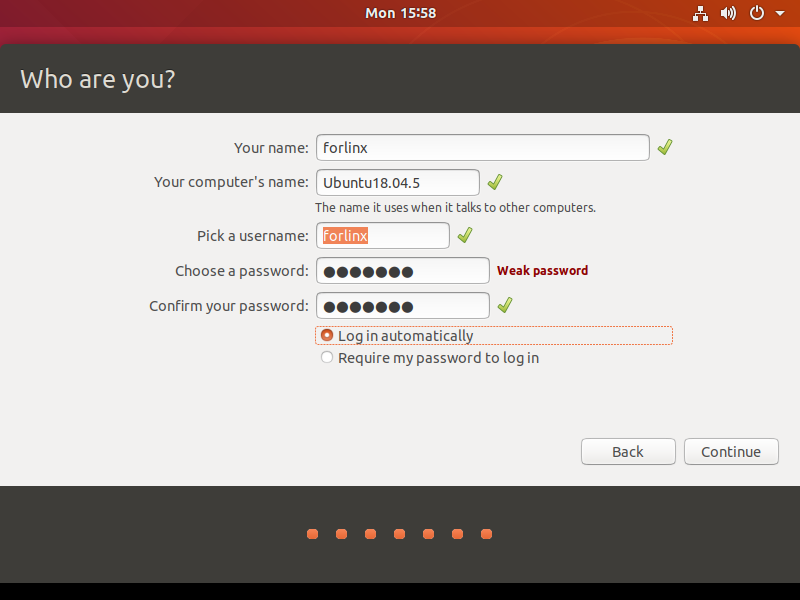 Mon 15:58
Who are you?
Your name: forlinx
Your computer's name: Ubuntu18.04.5
The name it uses when it talks to other computers.
Pick a username: forlinx
Choose a password: ●●●●●●● Weak password
Confirm your password: ●●●●●●●
Log in automatically
Require my password to log in
Back Continue